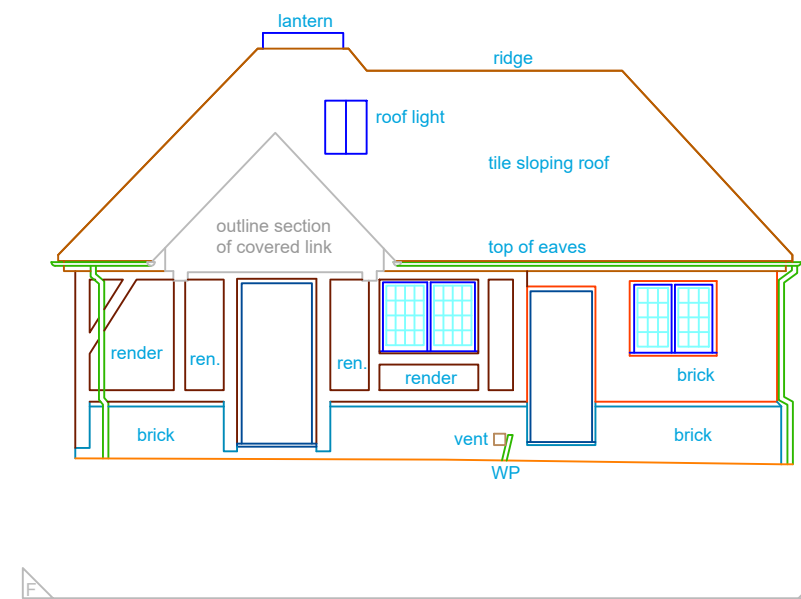 lantern
ridge
roof light
tile sloping roof
outline section
of covered link
top of eaves
render
ren.
ren.
render
brick
brick
vent
brick
WP
F